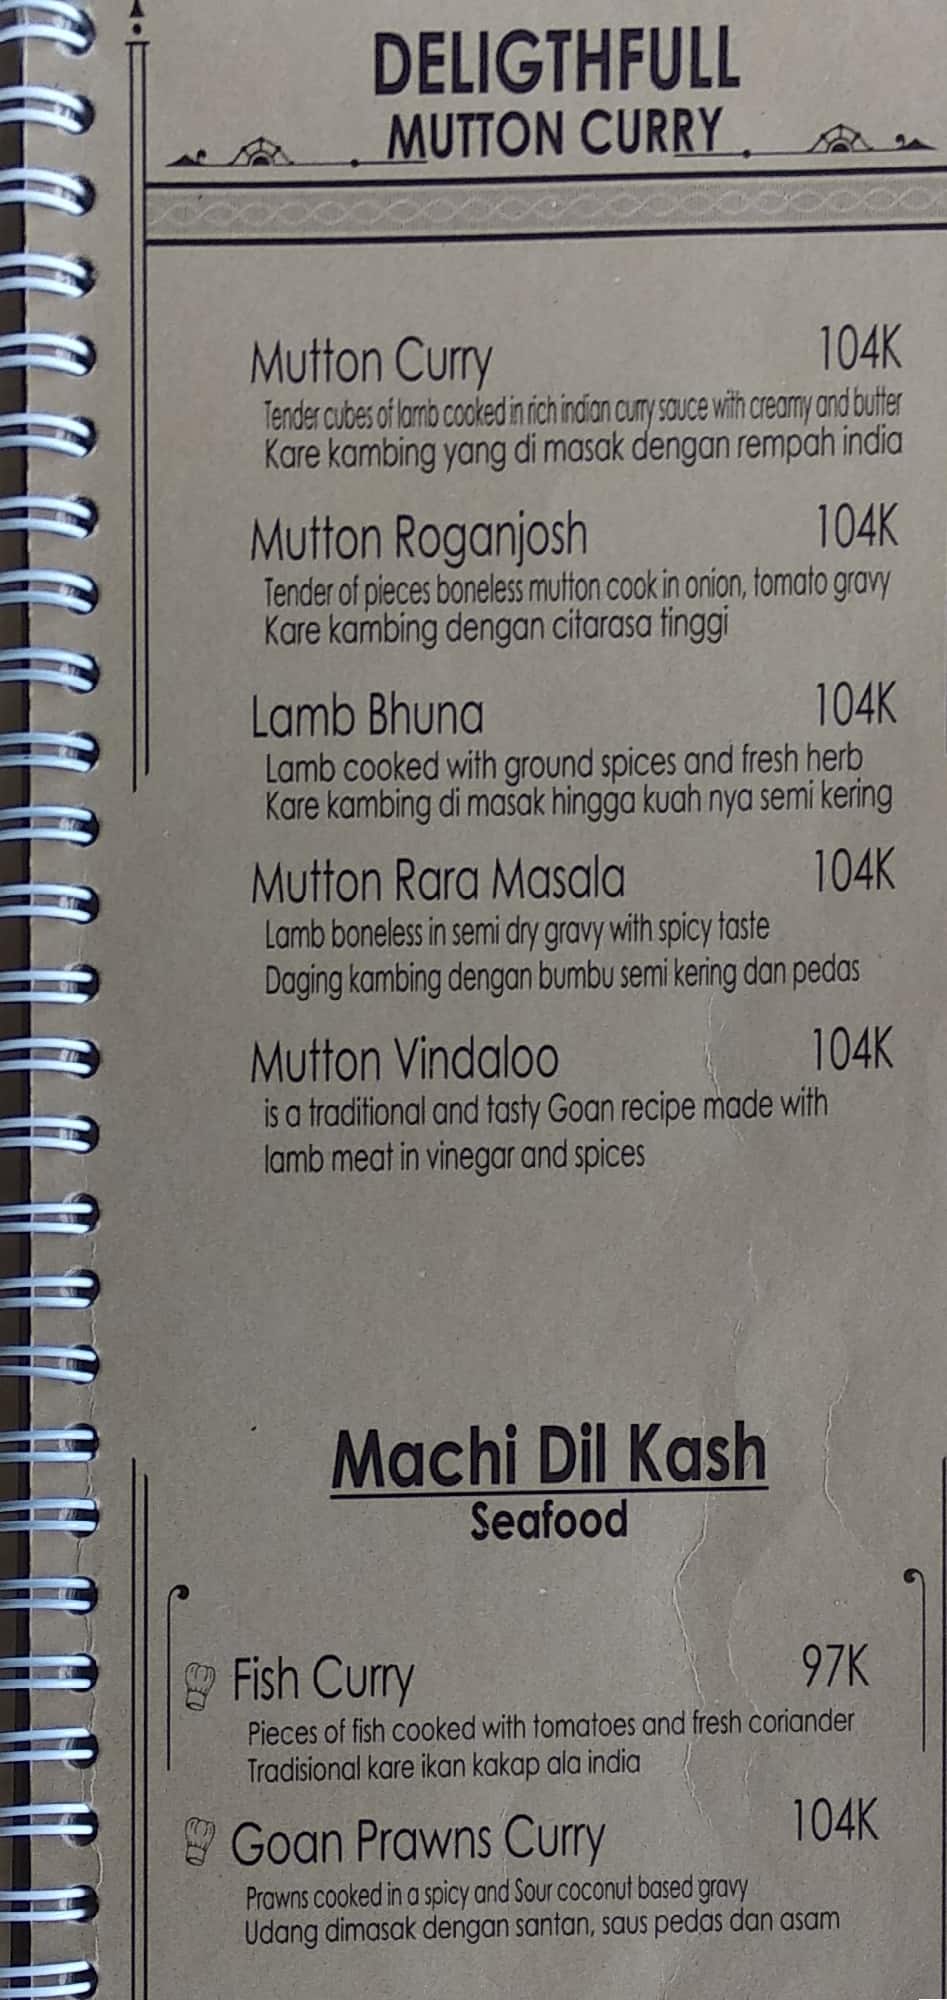 DELIGTHFULL
MUTTON CURRY
Mutton Curry 104K
Tender cubes of lamb cooked in rich indian curry sauce with creamy and butter
Kare kambing yang di masak dengan rempah india
Mutton Roganjosh 104K
Tender of pieces boneless mutton cook in onion, tomato gravy
Kare kambing dengan citarasa tinggi
Lamb Bhuna 104K
Lamb cooked with ground spices and fresh herb
Kare kambing di masak hingga kuah nya semi kering
Mutton Rara Masala 104K
Lamb boneless in semi dry gravy with spicy taste
Daging kambing dengan bumbu semi kering dan pedas
Mutton Vindaloo 104K
is a traditional and tasty Goan recipe made with
lamb meat in vinegar and spices
Machi Dil Kash
Seafood
Fish Curry 97K
Pieces of fish cooked with tomatoes and fresh coriander
Tradisional kare ikan kakap ala india
Goan Prawns Curry 104K
Prawns cooked in a spicy and Sour coconut based gravy
Udang dimasak dengan santan, saus pedas dan asam